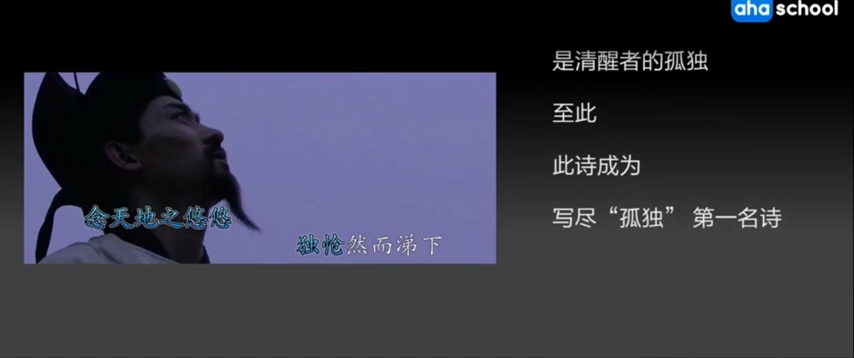 aha school
是清醒者的孤独
至此
此诗成为
写尽“孤独” 第一名诗
念天地之悠悠
独怆然而涕下